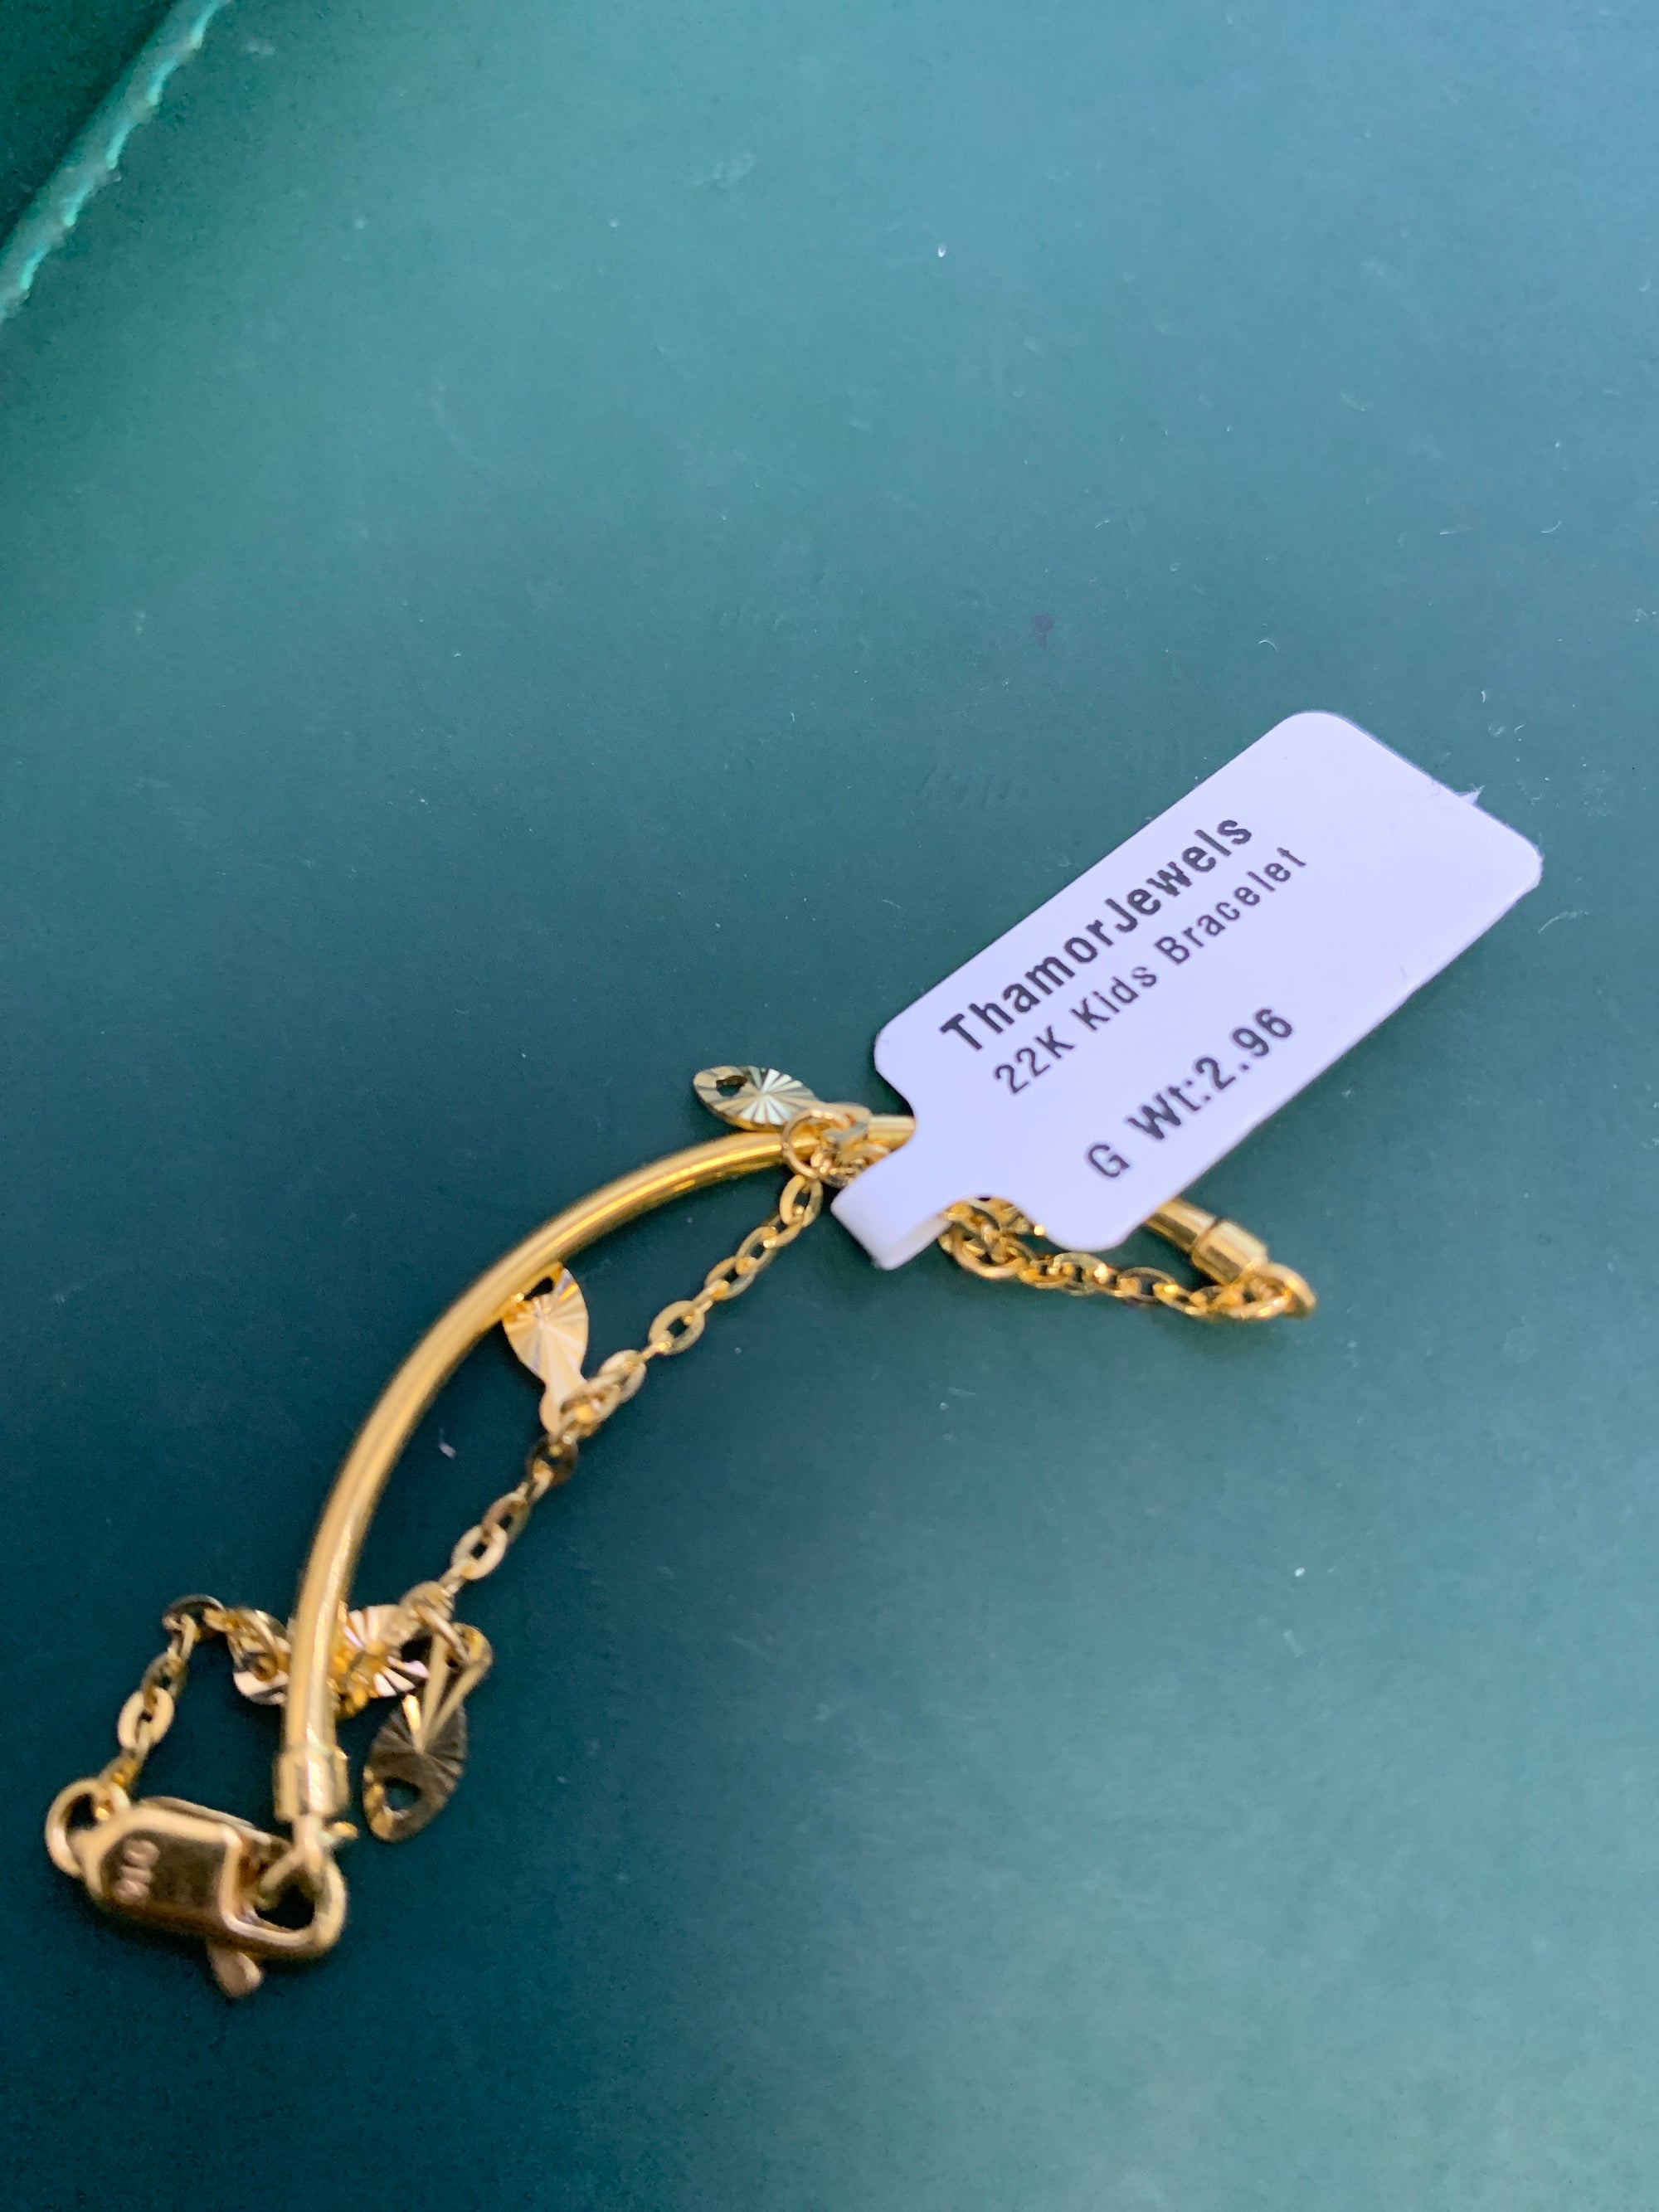 ThamorJewels
22K Kids Bracelet
G Wt:2.96